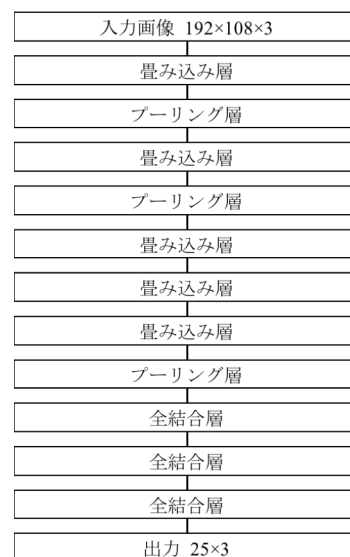 入力画像 192×108×3
畳み込み層
プーリング層
畳み込み層
プーリング層
畳み込み層
畳み込み層
畳み込み層
プーリング層
全結合層
全結合層
全結合層
出力 25×3